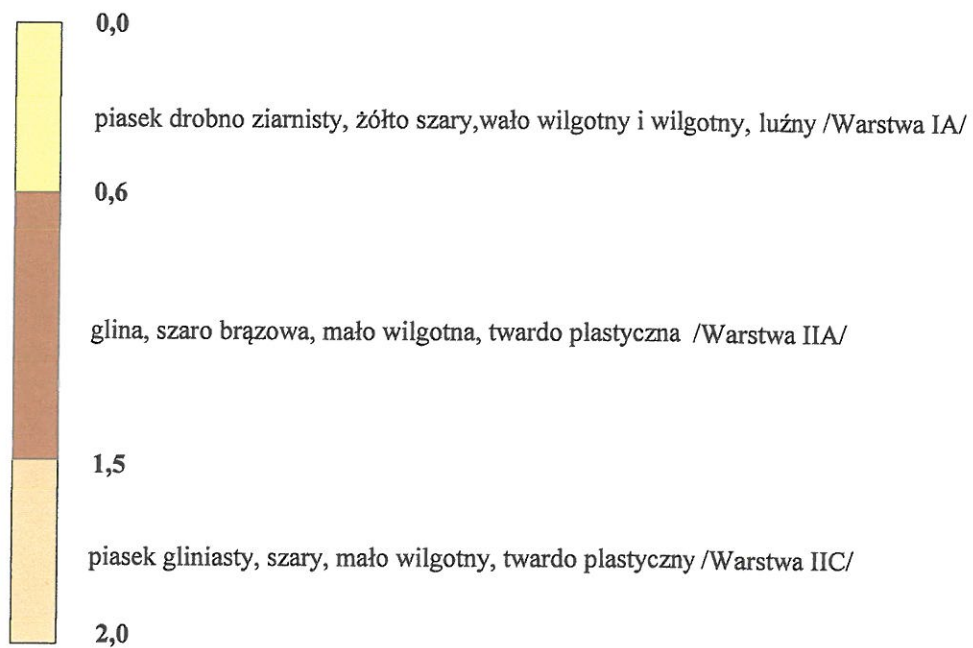 0,0
piasek drobno ziarnisty, żółto szary,wało wilgotny i wilgotny, luźny /Warstwa IA/
0,6
glina, szaro brązowa, mało wilgotna, twardo plastyczna /Warstwa IIA/
1,5
piasek gliniasty, szary, mało wilgotny, twardo plastyczny /Warstwa IIC/
2,0